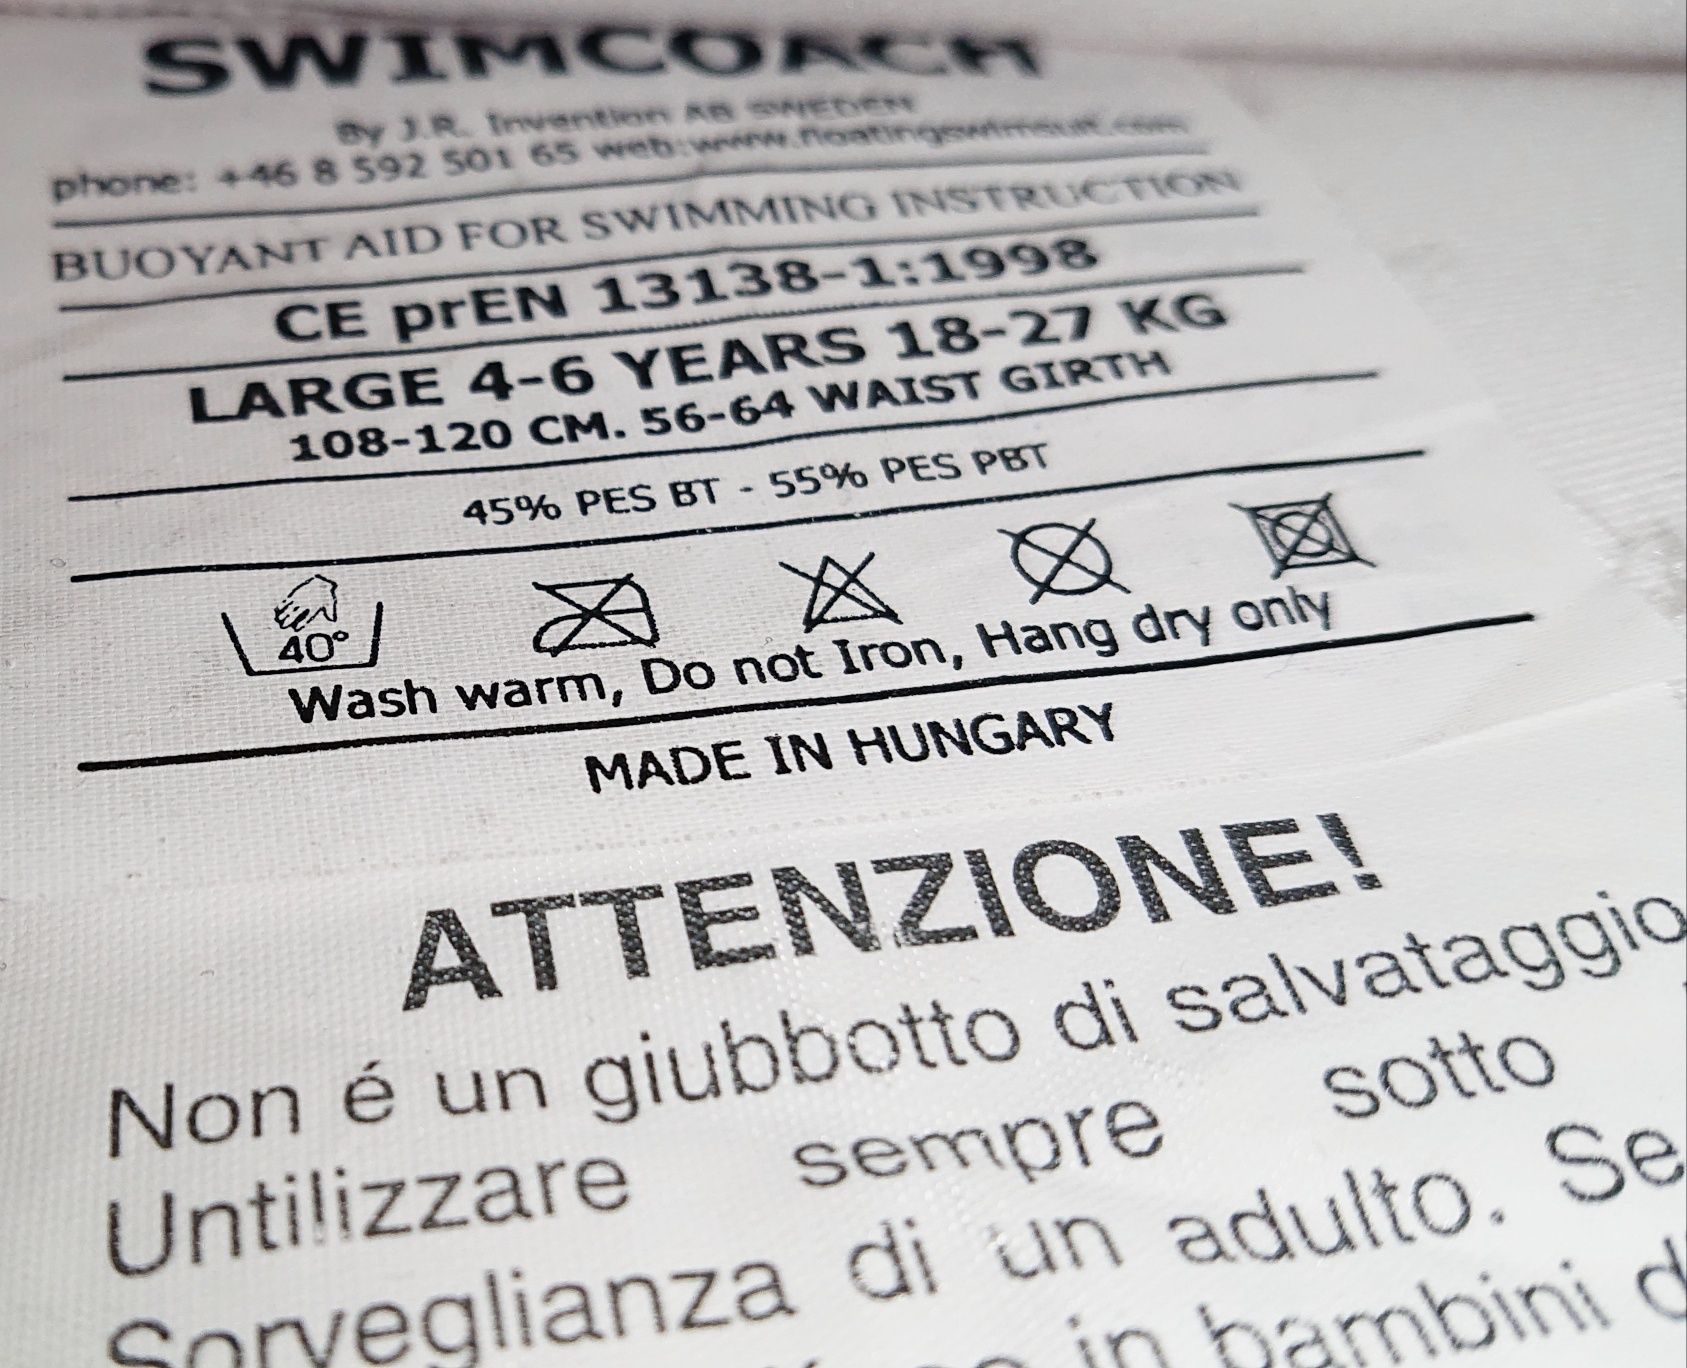 SWIMCOACH
By J.R. Invention AB SWEDEN
phone: +46 8 592 501 65 web:www.floatingswimsuit.com
BUOYANT AID FOR SWIMMING INSTRUCTION
CE prEN 13138-1:1998
LARGE 4-6 YEARS 18-27 KG
108-120 CM. 56-64 WAIST GIRTH
45% PES BT - 55% PES PBT
40°
Wash warm, Do not Iron, Hang dry only
MADE IN HUNGARY
ATTENZIONE!
Non é un giubbotto di salvataggio
Untilizzare sempre sotto
Sorveglianza di un adulto. Se
in bambini